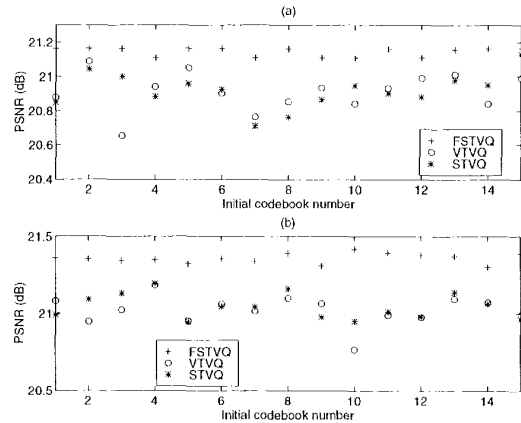 (a)
21.2
21
20.8
20.6
20.4
PSNR (dB)
2 4 6 8 10 12 14
Initial codebook number
+ FSTVQ
o VTVQ
* STVQ
(b)
21.5
21
20.5
PSNR (dB)
+ FSTVQ
o VTVQ
* STVQ
2 4 6 8 10 12 14
Initial codebook number